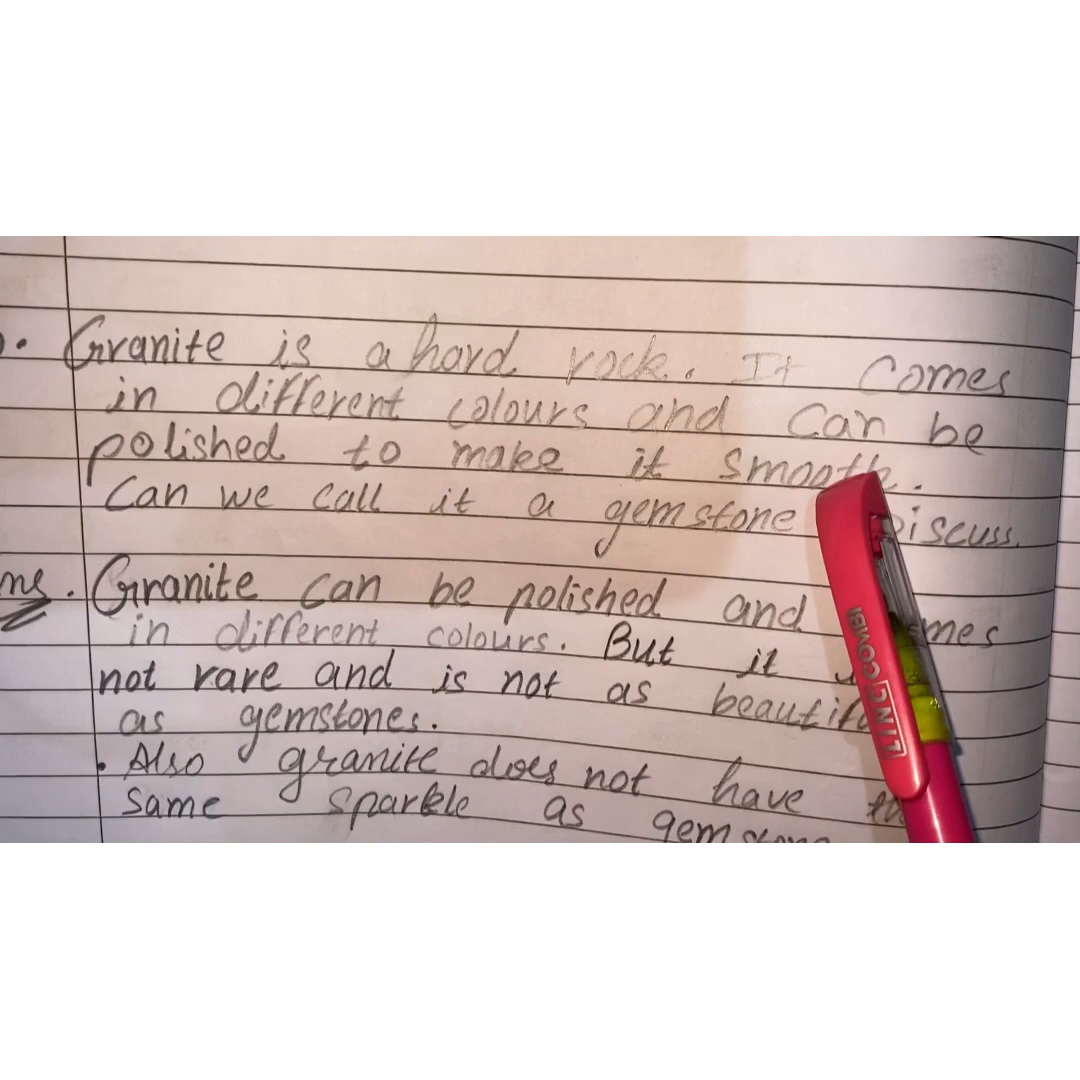 . Granite is a hard rock. It comes
in different colours and can be
polished to make it smooth.
Can we call it a gemstone Discuss.
ns. Granite can be polished and
in different colours. But it
not rare and is not as
as gemstones.
. Also granite does not have
same sparkle as
LINC COMBI